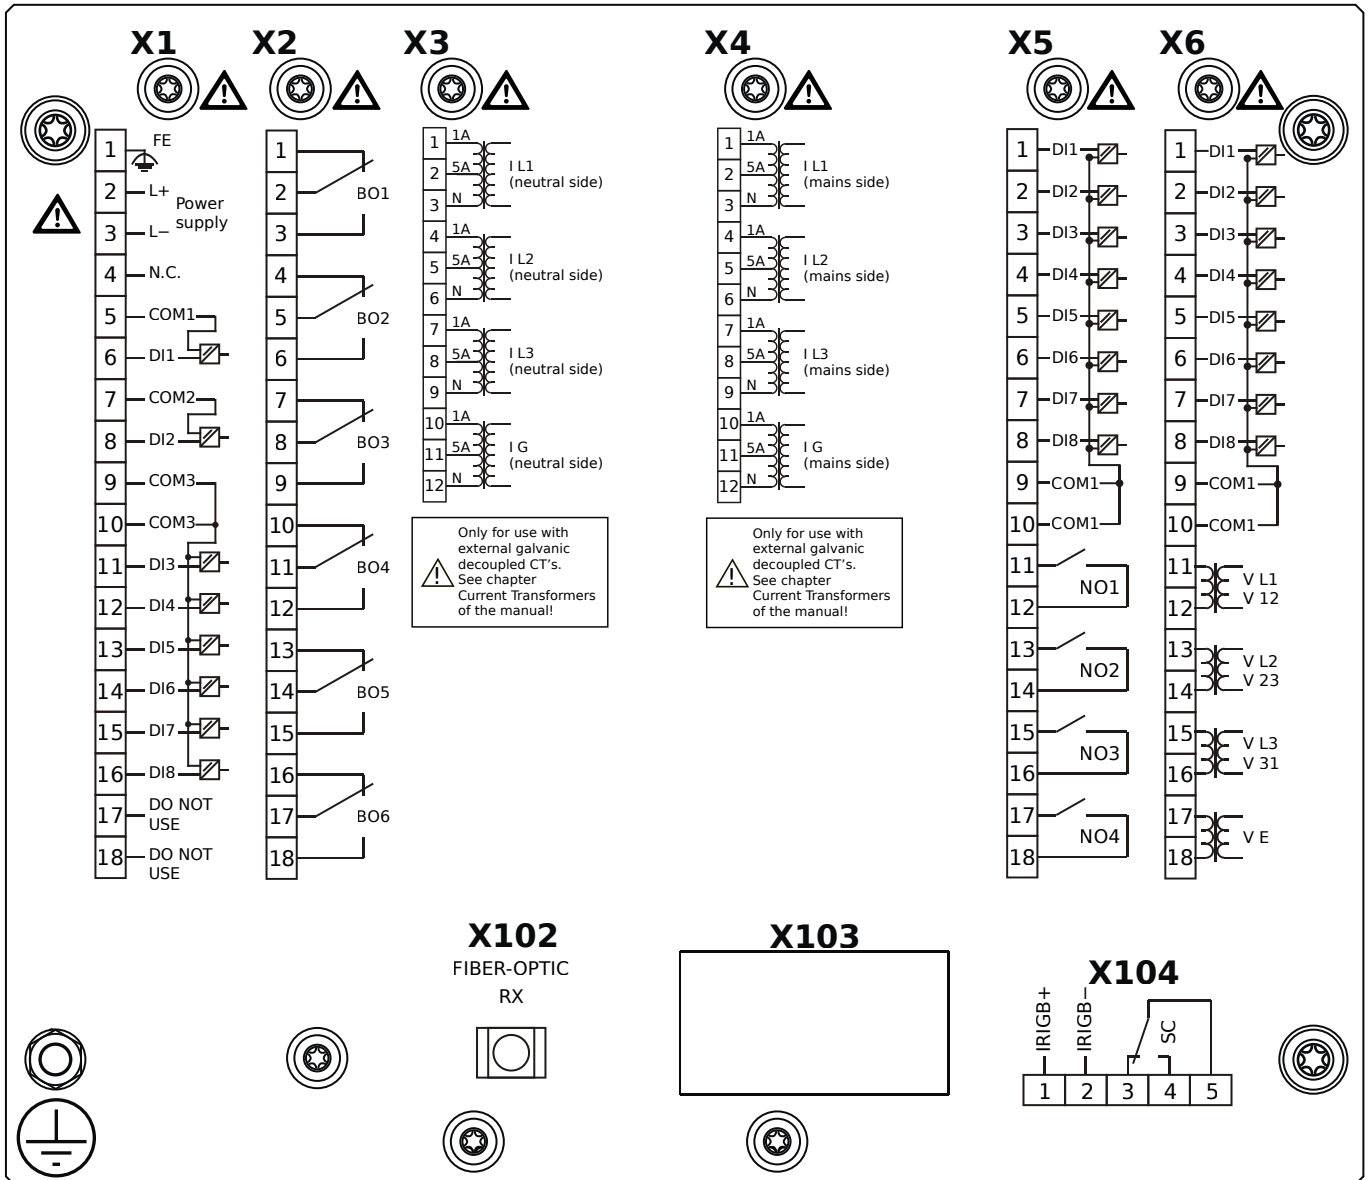 X1
X2
X3
X4
X5
X6
1
FE
2
L+
Power
supply
3
L−
4
N.C.
5
COM1
6
DI1
7
COM2
8
DI2
9
COM3
10
COM3
11
DI3
12
DI4
13
DI5
14
DI6
15
DI7
16
DI8
17
DO NOT
USE
18
DO NOT
USE
1
2
BO1
3
4
5
BO2
6
7
8
BO3
9
10
11
BO4
12
13
14
BO5
15
16
17
BO6
18
1
1A
2
5A
3
N
I L1
(neutral side)
4
1A
5
5A
6
N
I L2
(neutral side)
7
1A
8
5A
9
N
I L3
(neutral side)
10
1A
11
5A
12
N
I G
(neutral side)
Only for use with
external galvanic
decoupled CT's.
See chapter
Current Transformers
of the manual!
1
1A
2
5A
3
N
I L1
(mains side)
4
1A
5
5A
6
N
I L2
(mains side)
7
1A
8
5A
9
N
I L3
(mains side)
10
1A
11
5A
12
N
I G
(mains side)
Only for use with
external galvanic
decoupled CT's.
See chapter
Current Transformers
of the manual!
1
DI1
2
DI2
3
DI3
4
DI4
5
DI5
6
DI6
7
DI7
8
DI8
9
COM1
10
COM1
11
NO1
12
13
NO2
14
15
NO3
16
17
NO4
18
1
DI1
2
DI2
3
DI3
4
DI4
5
DI5
6
DI6
7
DI7
8
DI8
9
COM1
10
COM1
11
V L1
V 12
12
13
V L2
V 23
14
15
V L3
V 31
16
17
V E
18
X102
FIBER-OPTIC
RX
X103
X104
IRIGB+
IRIGB−
SC
1 2 3 4 5